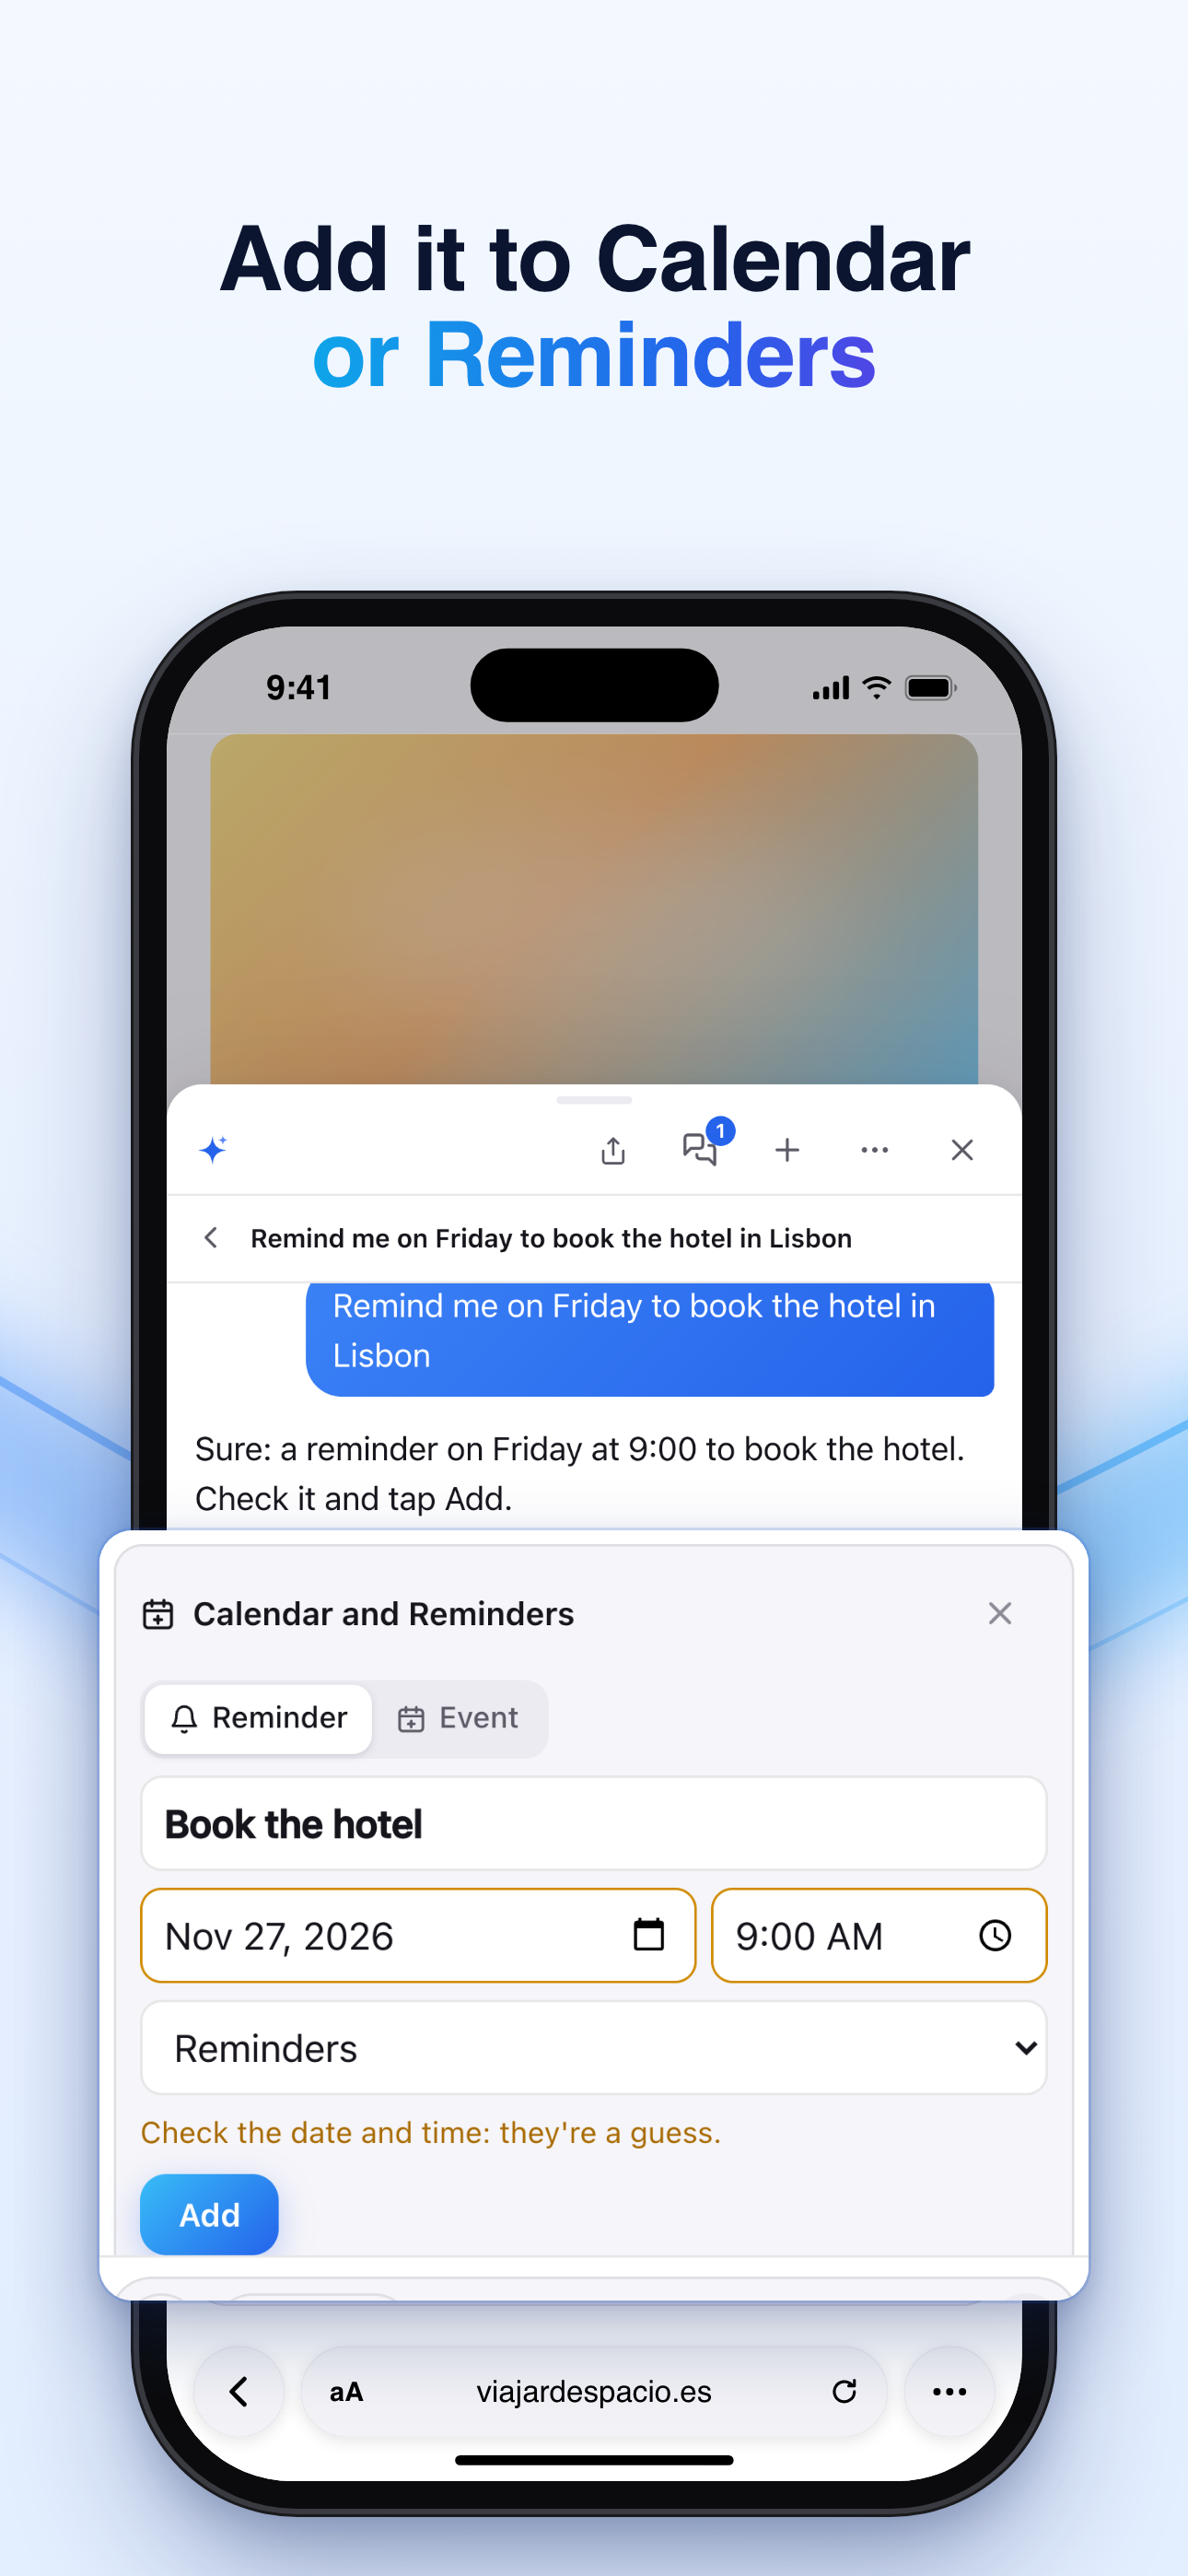 Add it to Calendar
or Reminders
9:41
1
Remind me on Friday to book the hotel in Lisbon
Remind me on Friday to book the hotel in
Lisbon
Sure: a reminder on Friday at 9:00 to book the hotel.
Check it and tap Add.
Calendar and Reminders
Reminder Event
Book the hotel
Nov 27, 2026 9:00 AM
Reminders
Check the date and time: they're a guess.
Add
aA viajardespacio.es